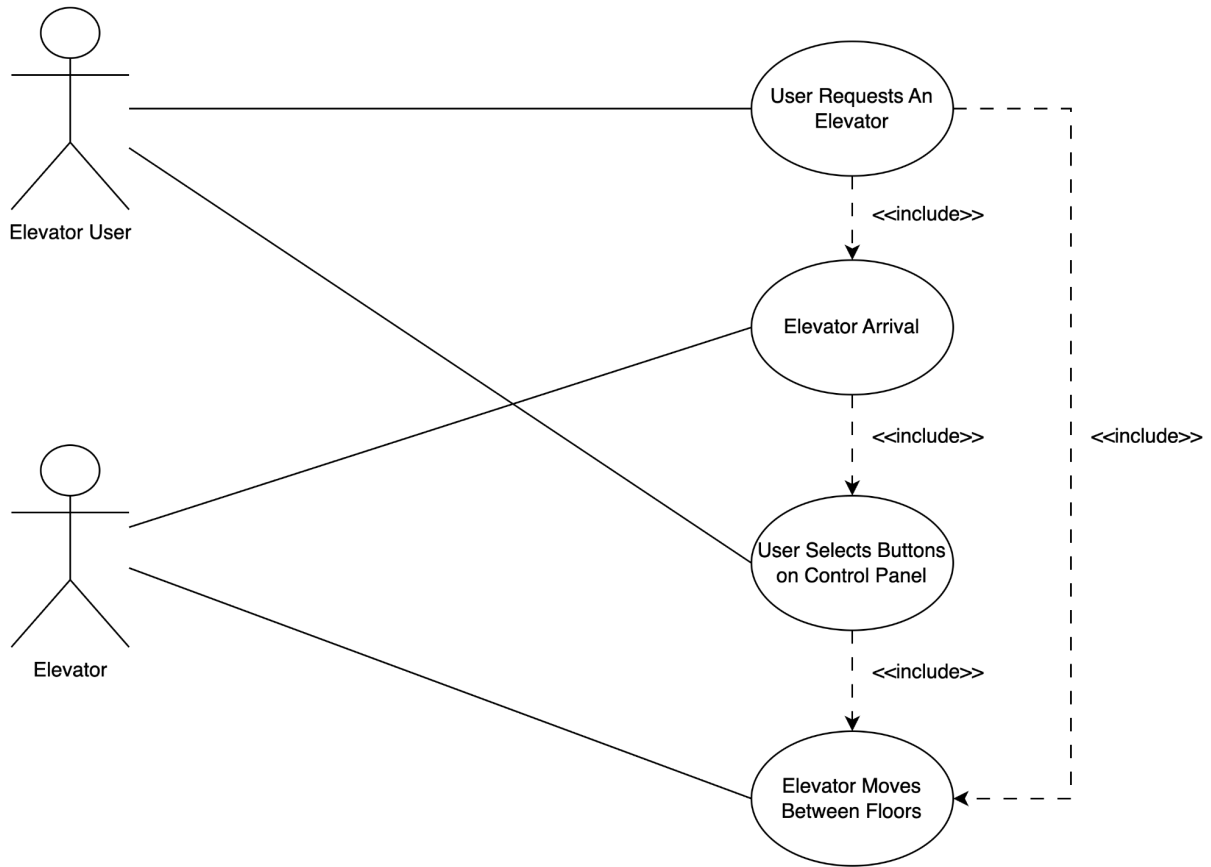 User Requests An
Elevator
<<include>>
Elevator User
Elevator Arrival
<<include>>
<<include>>
User Selects Buttons
on Control Panel
Elevator
<<include>>
Elevator Moves
Between Floors